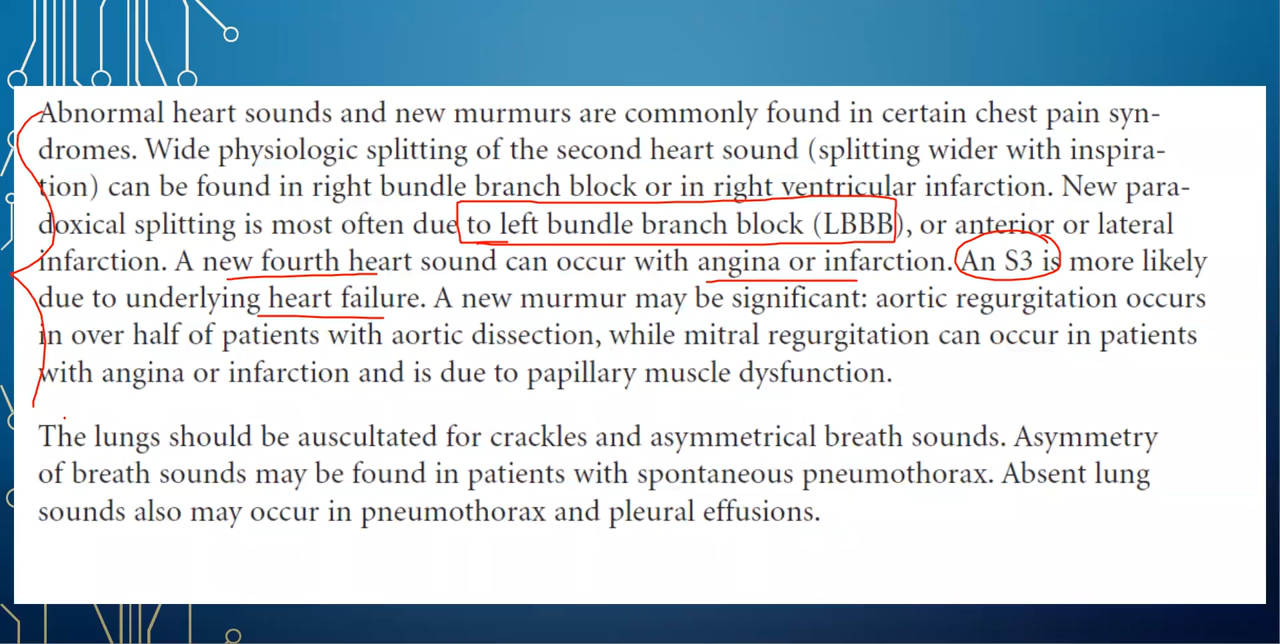 Abnormal heart sounds and new murmurs are commonly found in certain chest pain syn-
dromes. Wide physiologic splitting of the second heart sound (splitting wider with inspira-
tion) can be found in right bundle branch block or in right ventricular infarction. New para-
doxical splitting is most often due to left bundle branch block (LBBB), or anterior or lateral
infarction. A new fourth heart sound can occur with angina or infarction. An S3 is more likely
due to underlying heart failure. A new murmur may be significant: aortic regurgitation occurs
in over half of patients with aortic dissection, while mitral regurgitation can occur in patients
with angina or infarction and is due to papillary muscle dysfunction.
The lungs should be auscultated for crackles and asymmetrical breath sounds. Asymmetry
of breath sounds may be found in patients with spontaneous pneumothorax. Absent lung
sounds also may occur in pneumothorax and pleural effusions.